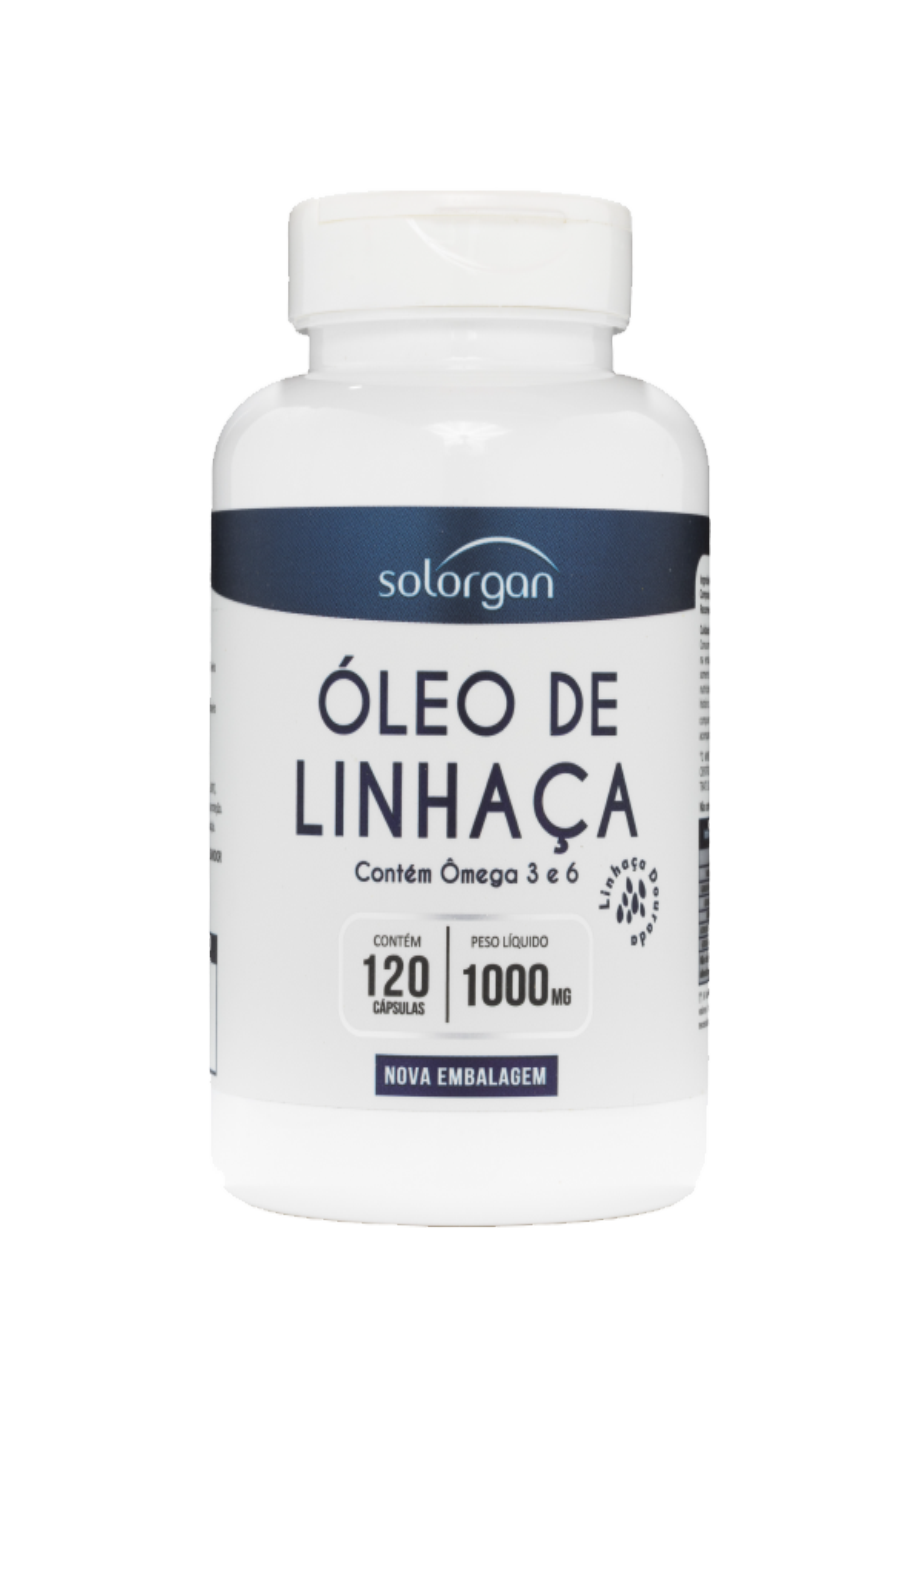 solorgan
ÓLEO DE
LINHAÇA
Contém Ômega 3 e 6
Linhaça Dourada
CONTÉM
120
CÁPSULAS
PESO LÍQUIDO
1000MG
NOVA EMBALAGEM